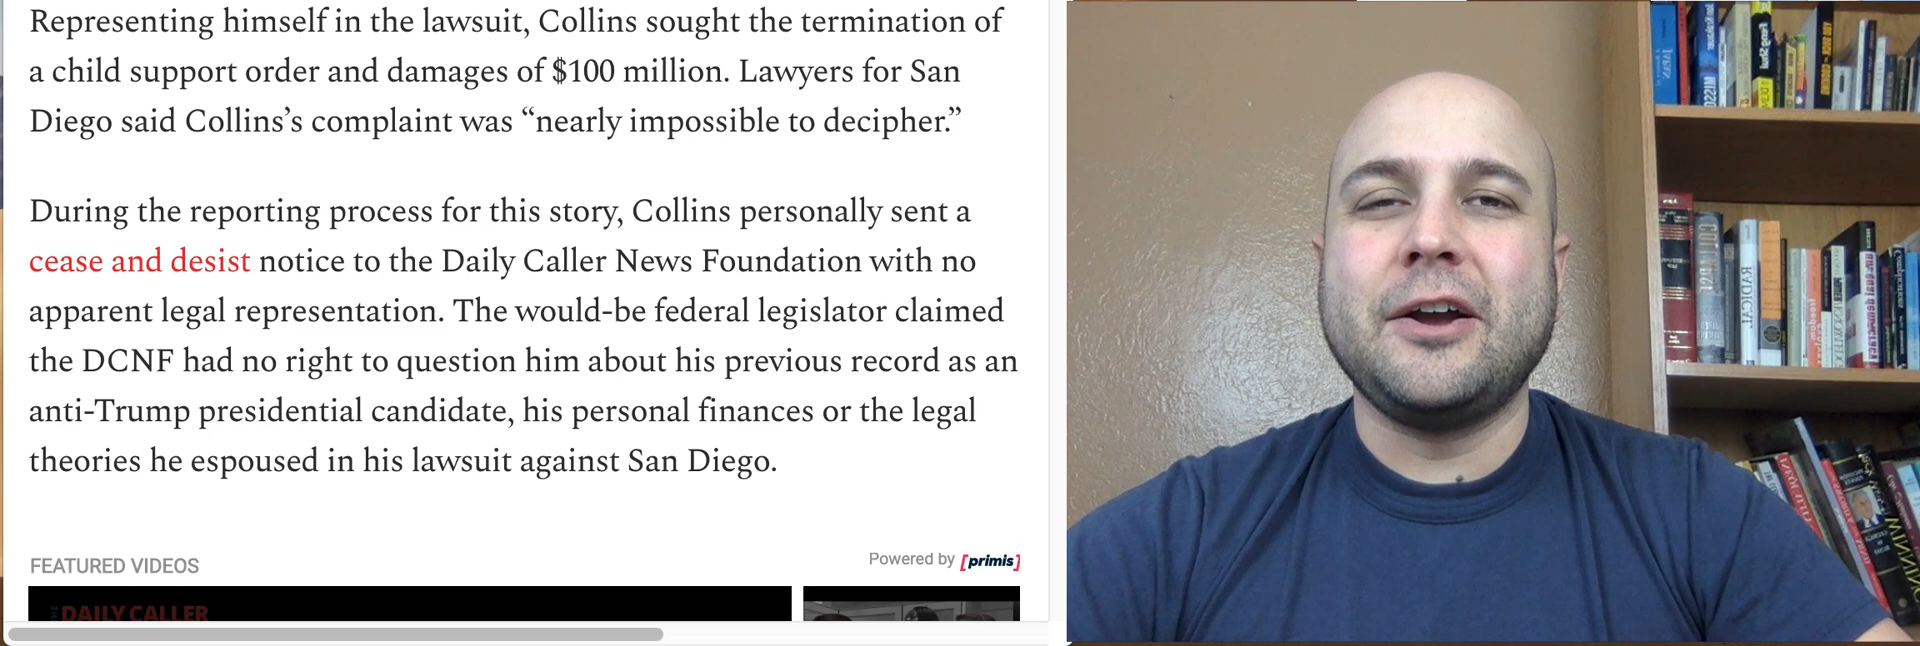 Representing himself in the lawsuit, Collins sought the termination of
a child support order and damages of $100 million. Lawyers for San
Diego said Collins’s complaint was “nearly impossible to decipher.”
During the reporting process for this story, Collins personally sent a
cease and desist notice to the Daily Caller News Foundation with no
apparent legal representation. The would-be federal legislator claimed
the DCNF had no right to question him about his previous record as an
anti-Trump presidential candidate, his personal finances or the legal
theories he espoused in his lawsuit against San Diego.
FEATURED VIDEOS
Powered by [primis]
THE DAILY CALLER
RADICAL